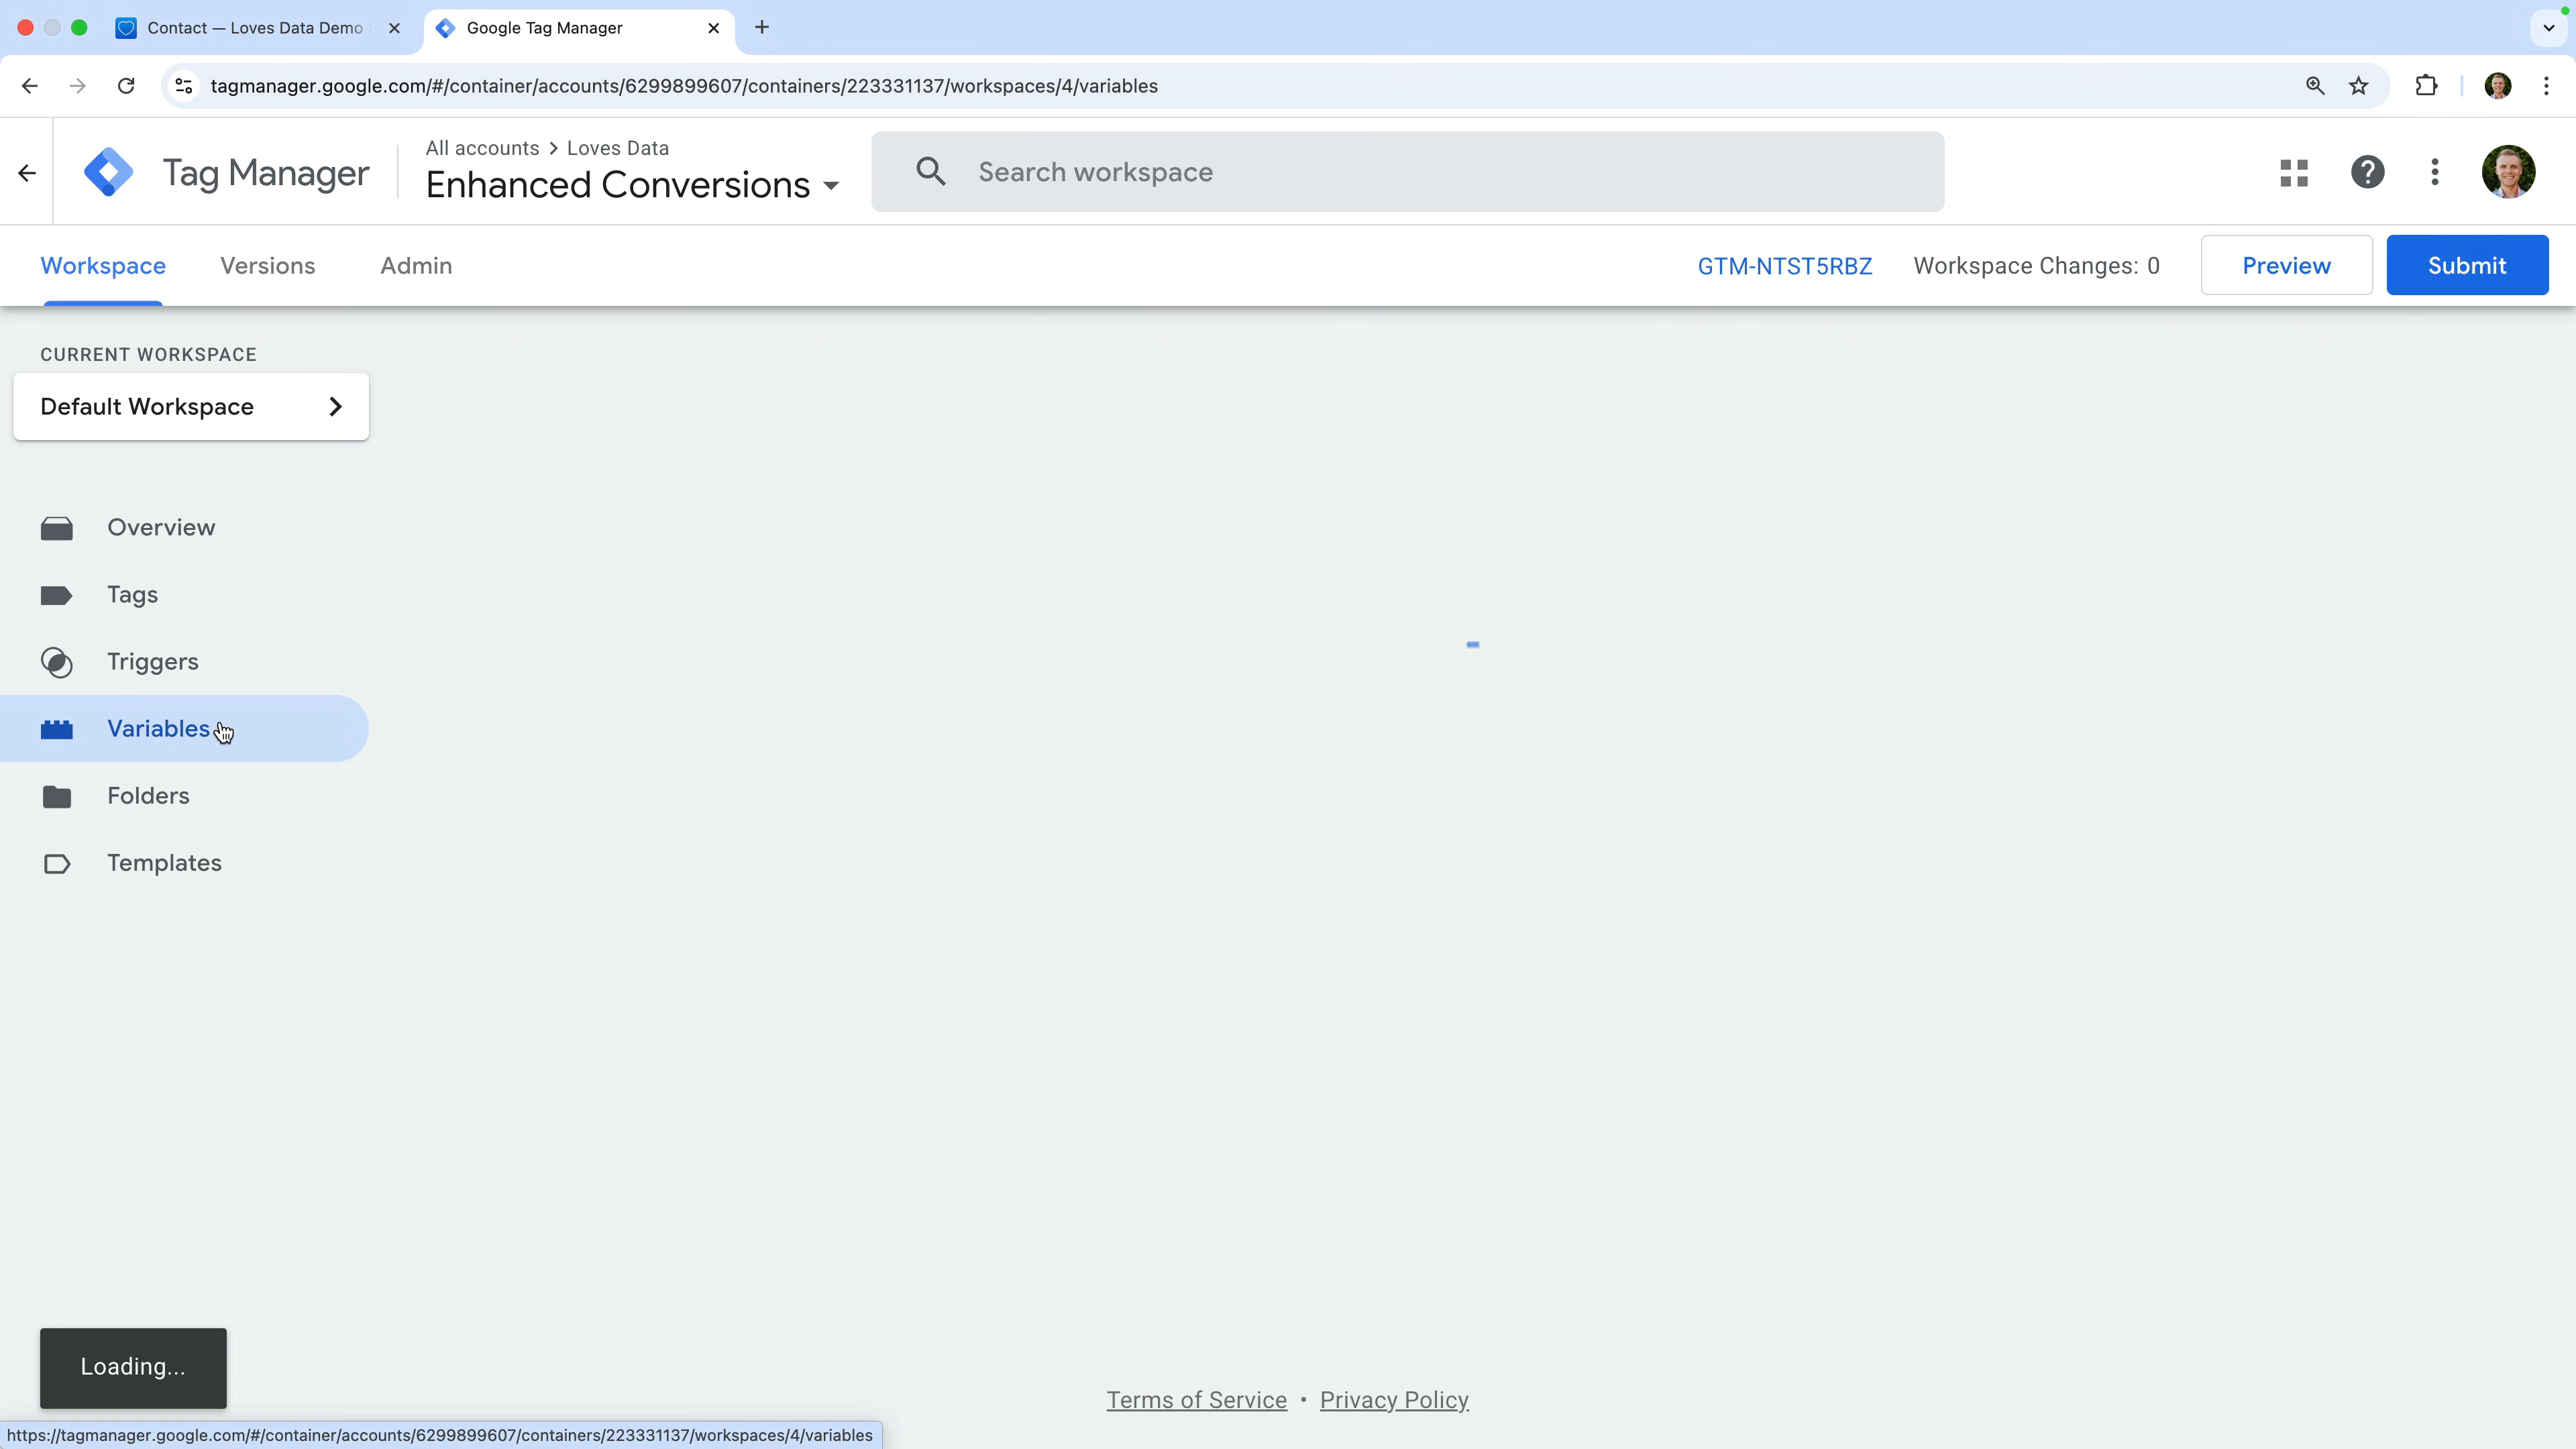 Contact — Loves Data Demo
Google Tag Manager
tagmanager.google.com/#/container/accounts/6299899607/containers/223331137/workspaces/4/variables
Tag Manager
All accounts > Loves Data
Enhanced Conversions
Search workspace
Workspace
Versions
Admin
GTM-NTST5RBZ
Workspace Changes: 0
Preview
Submit
CURRENT WORKSPACE
Default Workspace
Overview
Tags
Triggers
Variables
Folders
Templates
Loading...
Terms of Service • Privacy Policy
https://tagmanager.google.com/#/container/accounts/6299899607/containers/223331137/workspaces/4/variables